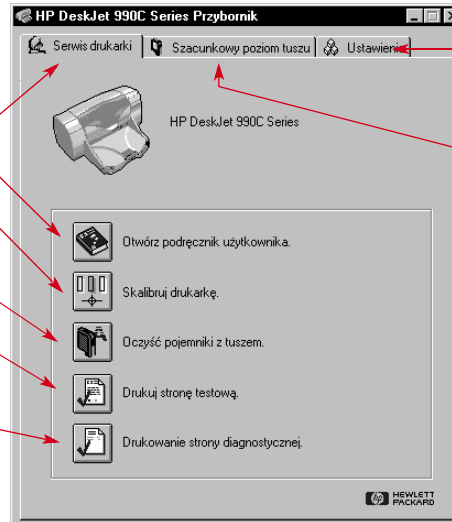 HP DeskJet 990C Series Przybornik
Serwis drukarki
Szacunkowy poziom tuszu
Ustawienia
HP DeskJet 990C Series
Otwórz podręcznik użytkownika.
Skalibruj drukarkę.
Oczyść pojemniki z tuszem.
Drukuj stronę testową.
Drukowanie strony diagnostycznej.
hp HEWLETT
PACKARD